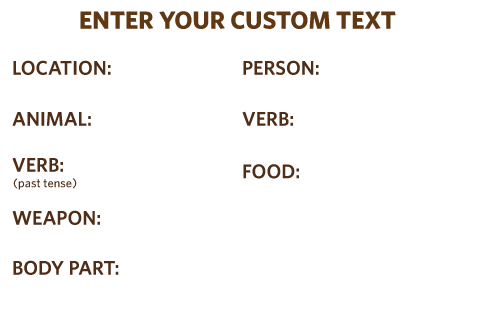 ENTER YOUR CUSTOM TEXT
LOCATION:
ANIMAL:
VERB:
(past tense)
WEAPON:
BODY PART:
PERSON:
VERB:
FOOD: